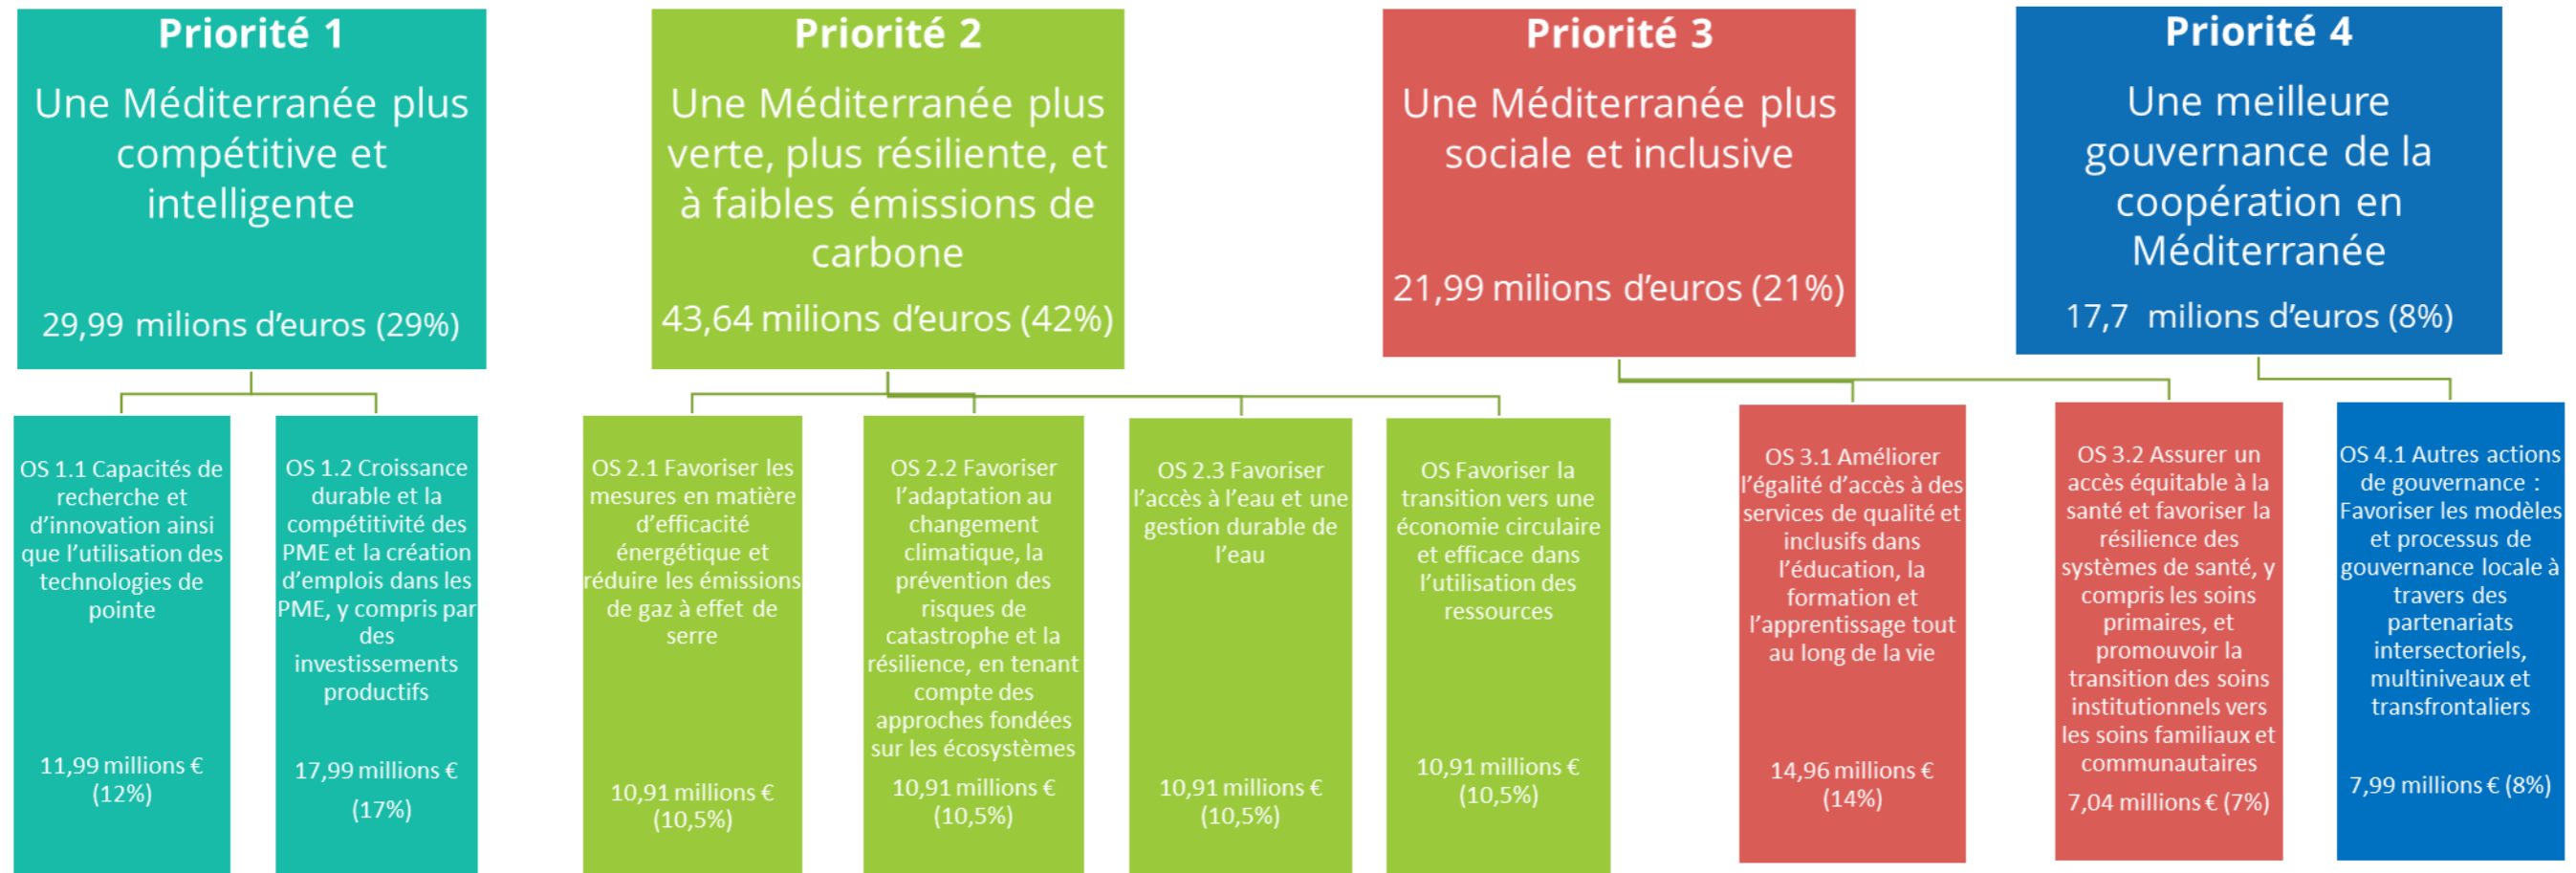 Priorité 1
Une Méditerranée plus
compétitive et
intelligente
29,99 milions d’euros (29%)
Priorité 2
Une Méditerranée plus
verte, plus résiliente, et
à faibles émissions de
carbone
43,64 milions d’euros (42%)
Priorité 3
Une Méditerranée plus
sociale et inclusive
21,99 milions d’euros (21%)
Priorité 4
Une meilleure
gouvernance de la
coopération en
Méditerranée
17,7 milions d’euros (8%)
OS 1.1 Capacités de
recherche et
d’innovation ainsi
que l’utilisation des
technologies de
pointe
11,99 millions €
(12%)
OS 1.2 Croissance
durable et la
compétitivité des
PME et la création
d’emplois dans les
PME, y compris par
des
investissements
productifs
17,99 millions €
(17%)
OS 2.1 Favoriser les
mesures en matière
d’efficacité
énergétique et
réduire les émissions
de gaz à effet de
serre
10,91 millions €
(10,5%)
OS 2.2 Favoriser
l’adaptation au
changement
climatique, la
prévention des
risques de
catastrophe et la
résilience, en tenant
compte des
approches fondées
sur les écosystèmes
10,91 millions €
(10,5%)
OS 2.3 Favoriser
l’accès à l’eau et une
gestion durable de
l’eau
10,91 millions €
(10,5%)
OS Favoriser la
transition vers une
économie circulaire
et efficace dans
l’utilisation des
ressources
10,91 millions €
(10,5%)
OS 3.1 Améliorer
l’égalité d’accès à des
services de qualité et
inclusifs dans
l’éducation, la
formation et
l’apprentissage tout
au long de la vie
14,96 millions €
(14%)
OS 3.2 Assurer un
accès équitable à la
santé et favoriser la
résilience des
systèmes de santé, y
compris les soins
primaires, et
promouvoir la
transition des soins
institutionnels vers
les soins familiaux et
communautaires
7,04 millions € (7%)
OS 4.1 Autres actions
de gouvernance :
Favoriser les modèles
et processus de
gouvernance locale à
travers des
partenariats
intersectoriels,
multiniveaux et
transfrontaliers
7,99 millions € (8%)